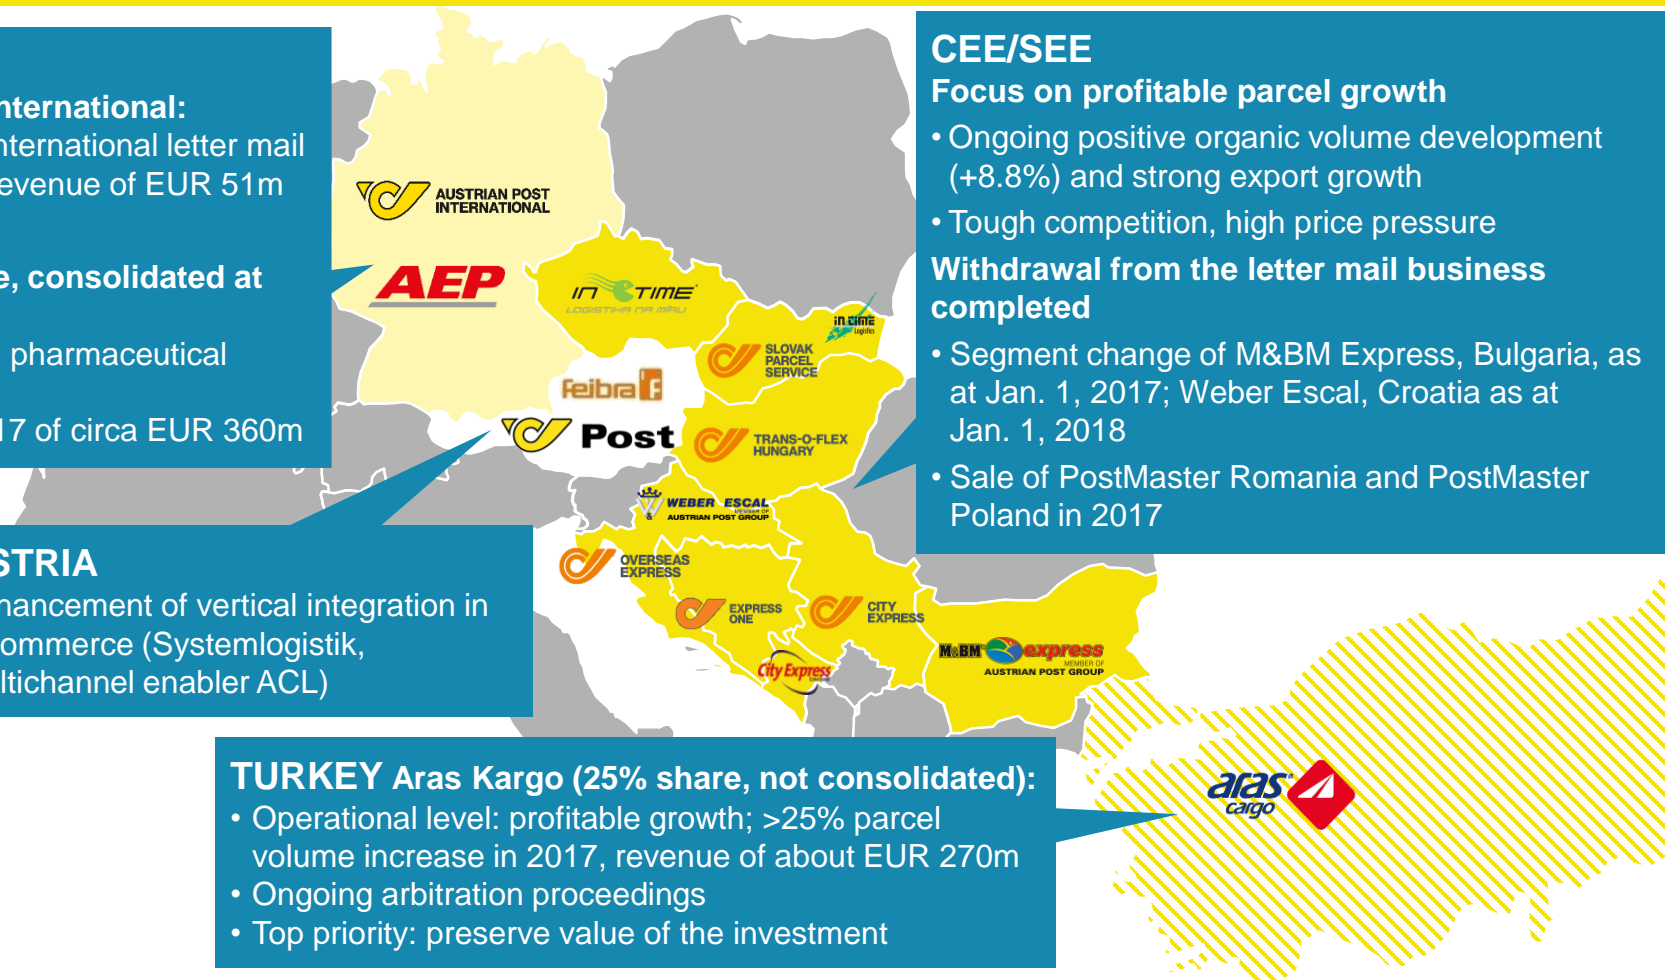 nternational:
nternational letter mail
evenue of EUR 51m
e, consolidated at
pharmaceutical
17 of circa EUR 360m
AUSTRIAN POST
INTERNATIONAL
AEP
IN TIME
LOGISTIKA NA MÍRU
in time
Logistics
SLOVAK
PARCEL
SERVICE
feibra
Post
TRANS-O-FLEX
HUNGARY
WEBER ESCAL
MEMBER OF
AUSTRIAN POST GROUP
OVERSEAS
EXPRESS
EXPRESS
ONE
CITY
EXPRESS
City Express
M&BM express
MEMBER OF
AUSTRIAN POST GROUP
CEE/SEE
Focus on profitable parcel growth
• Ongoing positive organic volume development
(+8.8%) and strong export growth
• Tough competition, high price pressure
Withdrawal from the letter mail business
completed
• Segment change of M&BM Express, Bulgaria, as
at Jan. 1, 2017; Weber Escal, Croatia as at
Jan. 1, 2018
• Sale of PostMaster Romania and PostMaster
Poland in 2017
STRIA
hancement of vertical integration in
ommerce (Systemlogistik,
ltichannel enabler ACL)
TURKEY Aras Kargo (25% share, not consolidated):
• Operational level: profitable growth; >25% parcel
volume increase in 2017, revenue of about EUR 270m
• Ongoing arbitration proceedings
• Top priority: preserve value of the investment
aras
cargo